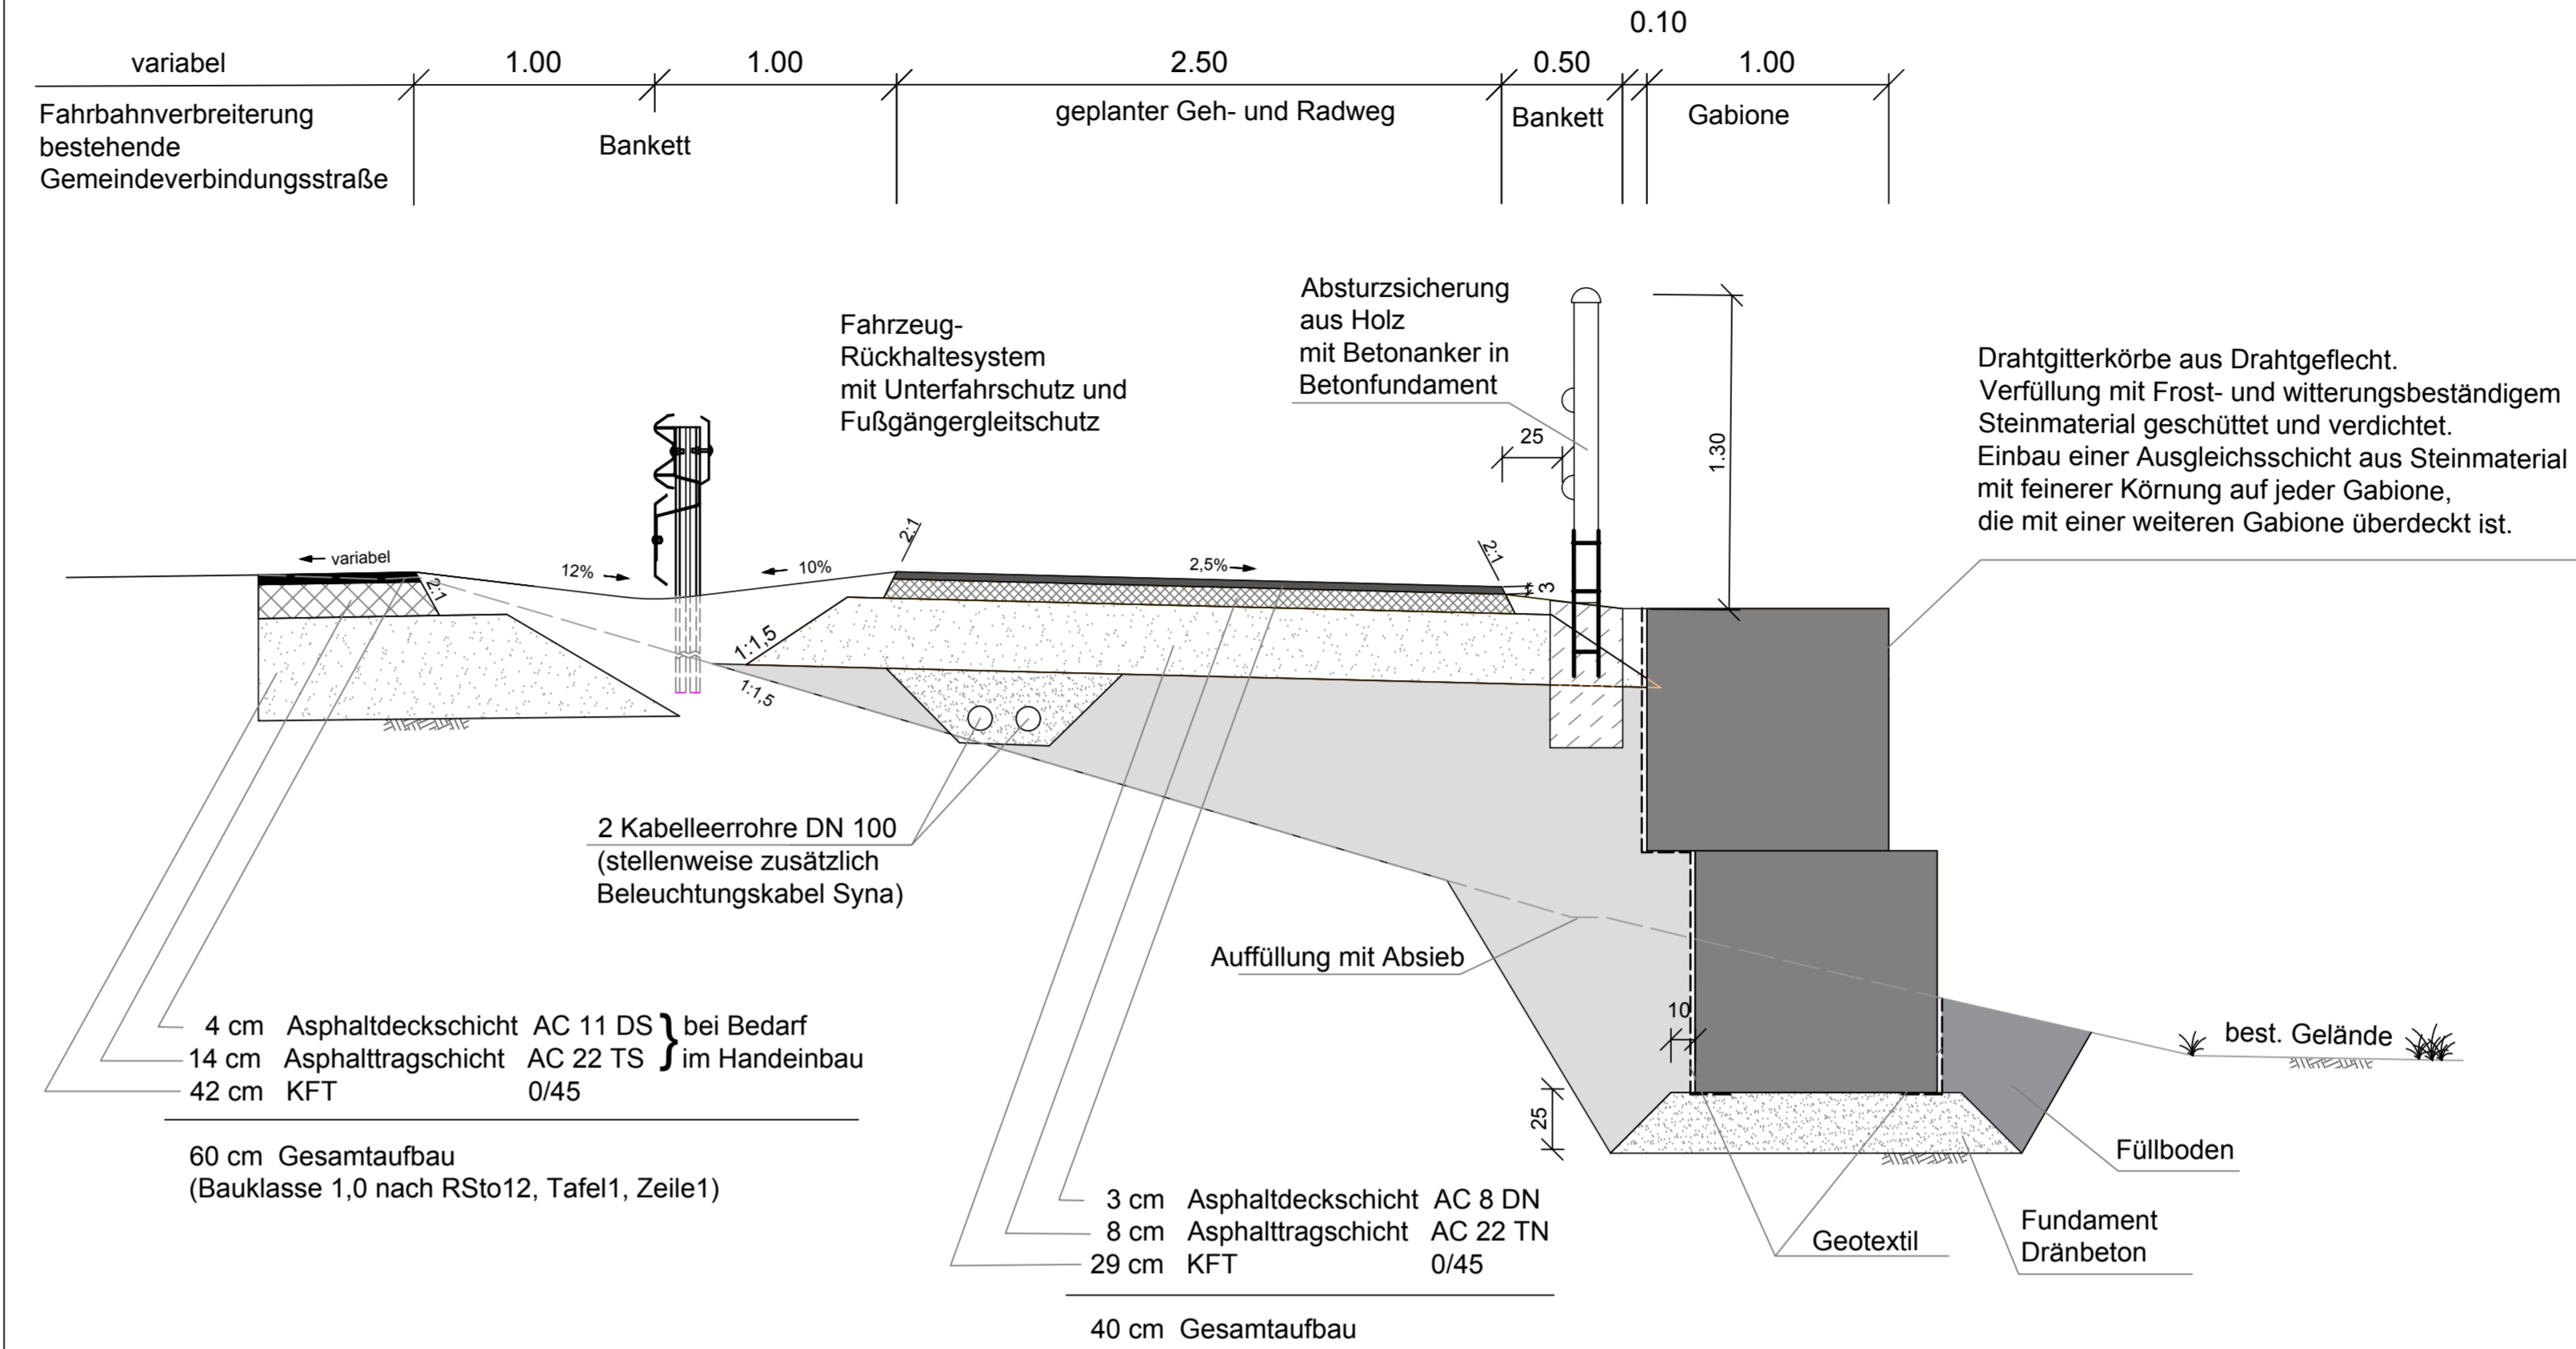 0.10
variabel 1.00 1.00 2.50 0.50 1.00
Fahrbahnverbreiterung
bestehende
Gemeindeverbindungsstraße
Bankett
geplanter Geh- und Radweg
Bankett
Gabione
Fahrzeug-
Rückhaltesystem
mit Unterfahrschutz und
Fußgängergleitschutz
Absturzsicherung
aus Holz
mit Betonanker in
Betonfundament
25
1.30
Drahtgitterkörbe aus Drahtgeflecht.
Verfüllung mit Frost- und witterungsbeständigem
Steinmaterial geschüttet und verdichtet.
Einbau einer Ausgleichsschicht aus Steinmaterial
mit feinerer Körnung auf jeder Gabione,
die mit einer weiteren Gabione überdeckt ist.
variabel
2:1
12%
10%
2:1
2,5%
2:1
3
1:1,5
1:1,5
2 Kabelleerrohre DN 100
(stellenweise zusätzlich
Beleuchtungskabel Syna)
Auffüllung mit Absieb
10
25
best. Gelände
Füllboden
Fundament
Dränbeton
Geotextil
4 cm Asphaltdeckschicht AC 11 DS } bei Bedarf
14 cm Asphalttragschicht AC 22 TS im Handeinbau
42 cm KFT 0/45
60 cm Gesamtaufbau
(Bauklasse 1,0 nach RSto12, Tafel1, Zeile1)
3 cm Asphaltdeckschicht AC 8 DN
8 cm Asphalttragschicht AC 22 TN
29 cm KFT 0/45
40 cm Gesamtaufbau